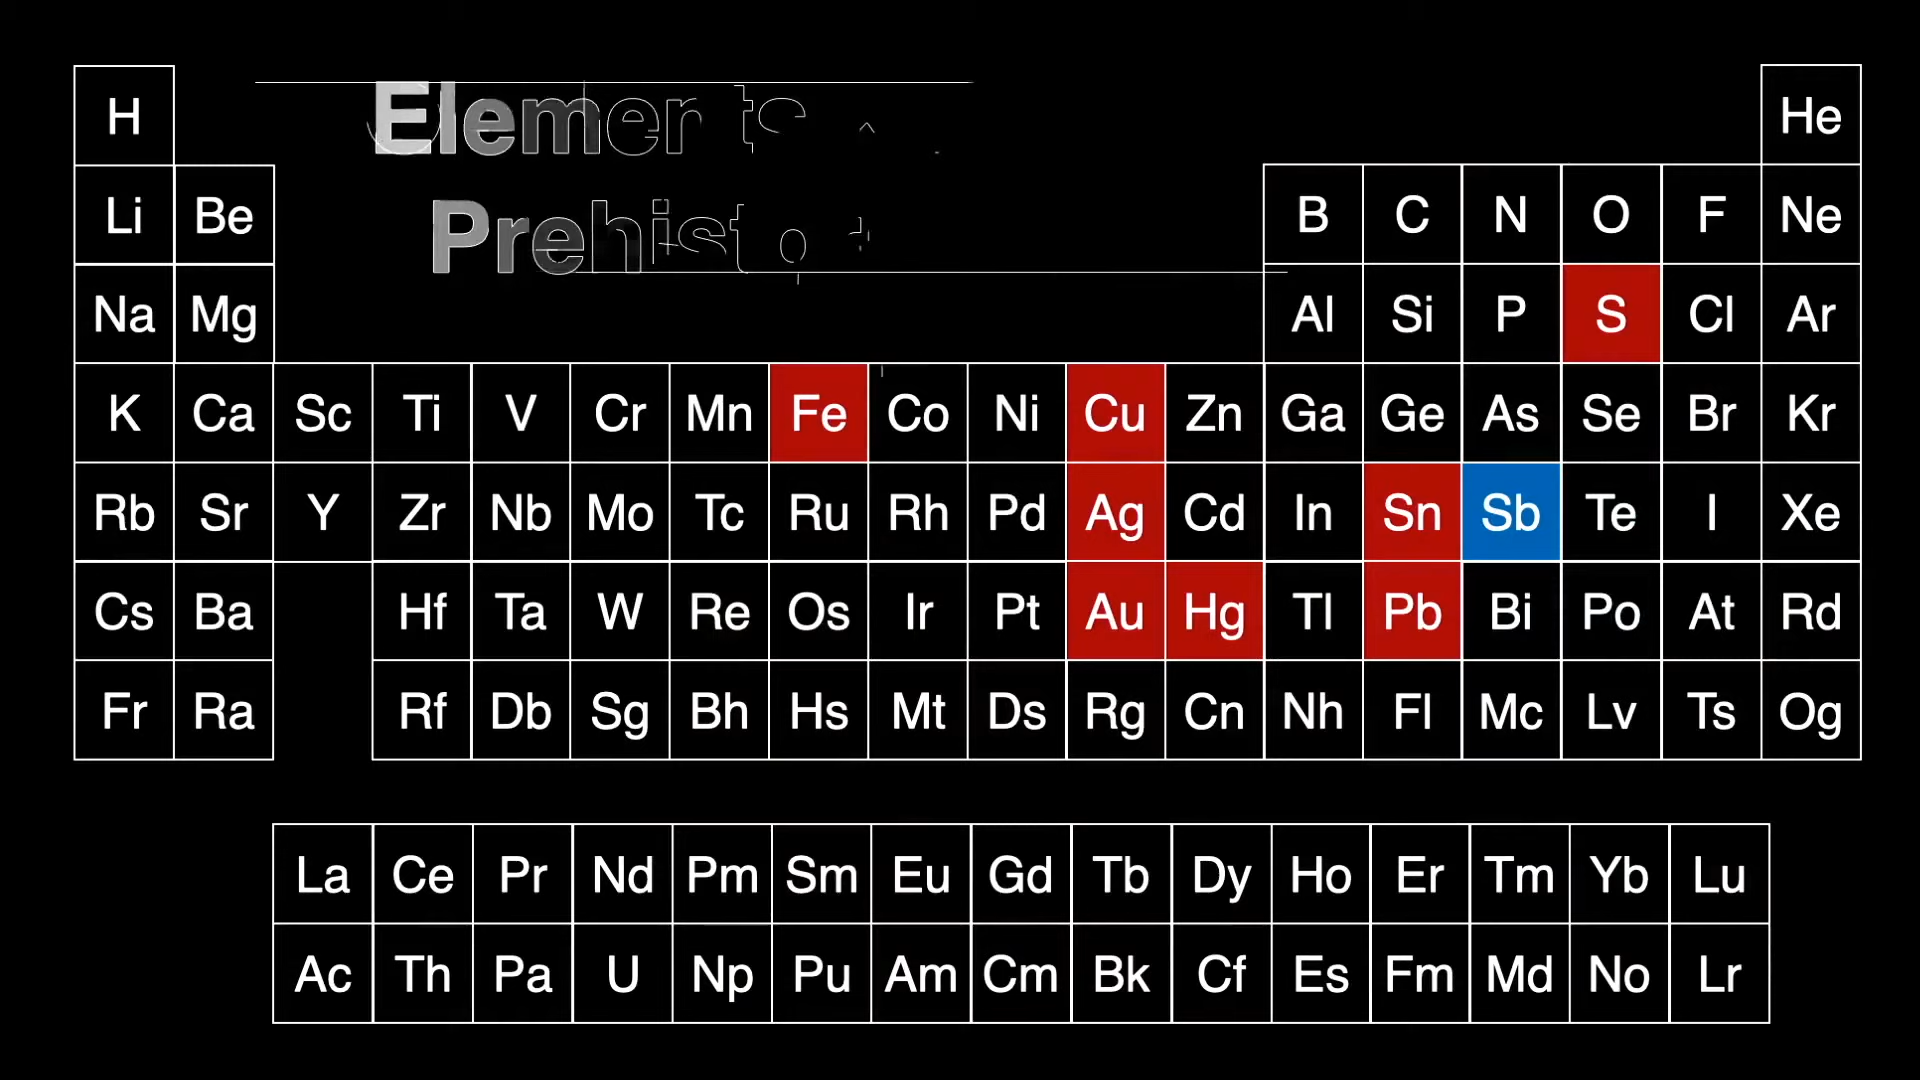 Elements
H He
Li Be B C N O F Ne
Na Mg Al Si P S Cl Ar
K Ca Sc Ti V Cr Mn Fe Co Ni Cu Zn Ga Ge As Se Br Kr
Rb Sr Y Zr Nb Mo Tc Ru Rh Pd Ag Cd In Sn Sb Te I Xe
Cs Ba Hf Ta W Re Os Ir Pt Au Hg Tl Pb Bi Po At Rd
Fr Ra Rf Db Sg Bh Hs Mt Ds Rg Cn Nh Fl Mc Lv Ts Og
La Ce Pr Nd Pm Sm Eu Gd Tb Dy Ho Er Tm Yb Lu
Ac Th Pa U Np Pu Am Cm Bk Cf Es Fm Md No Lr